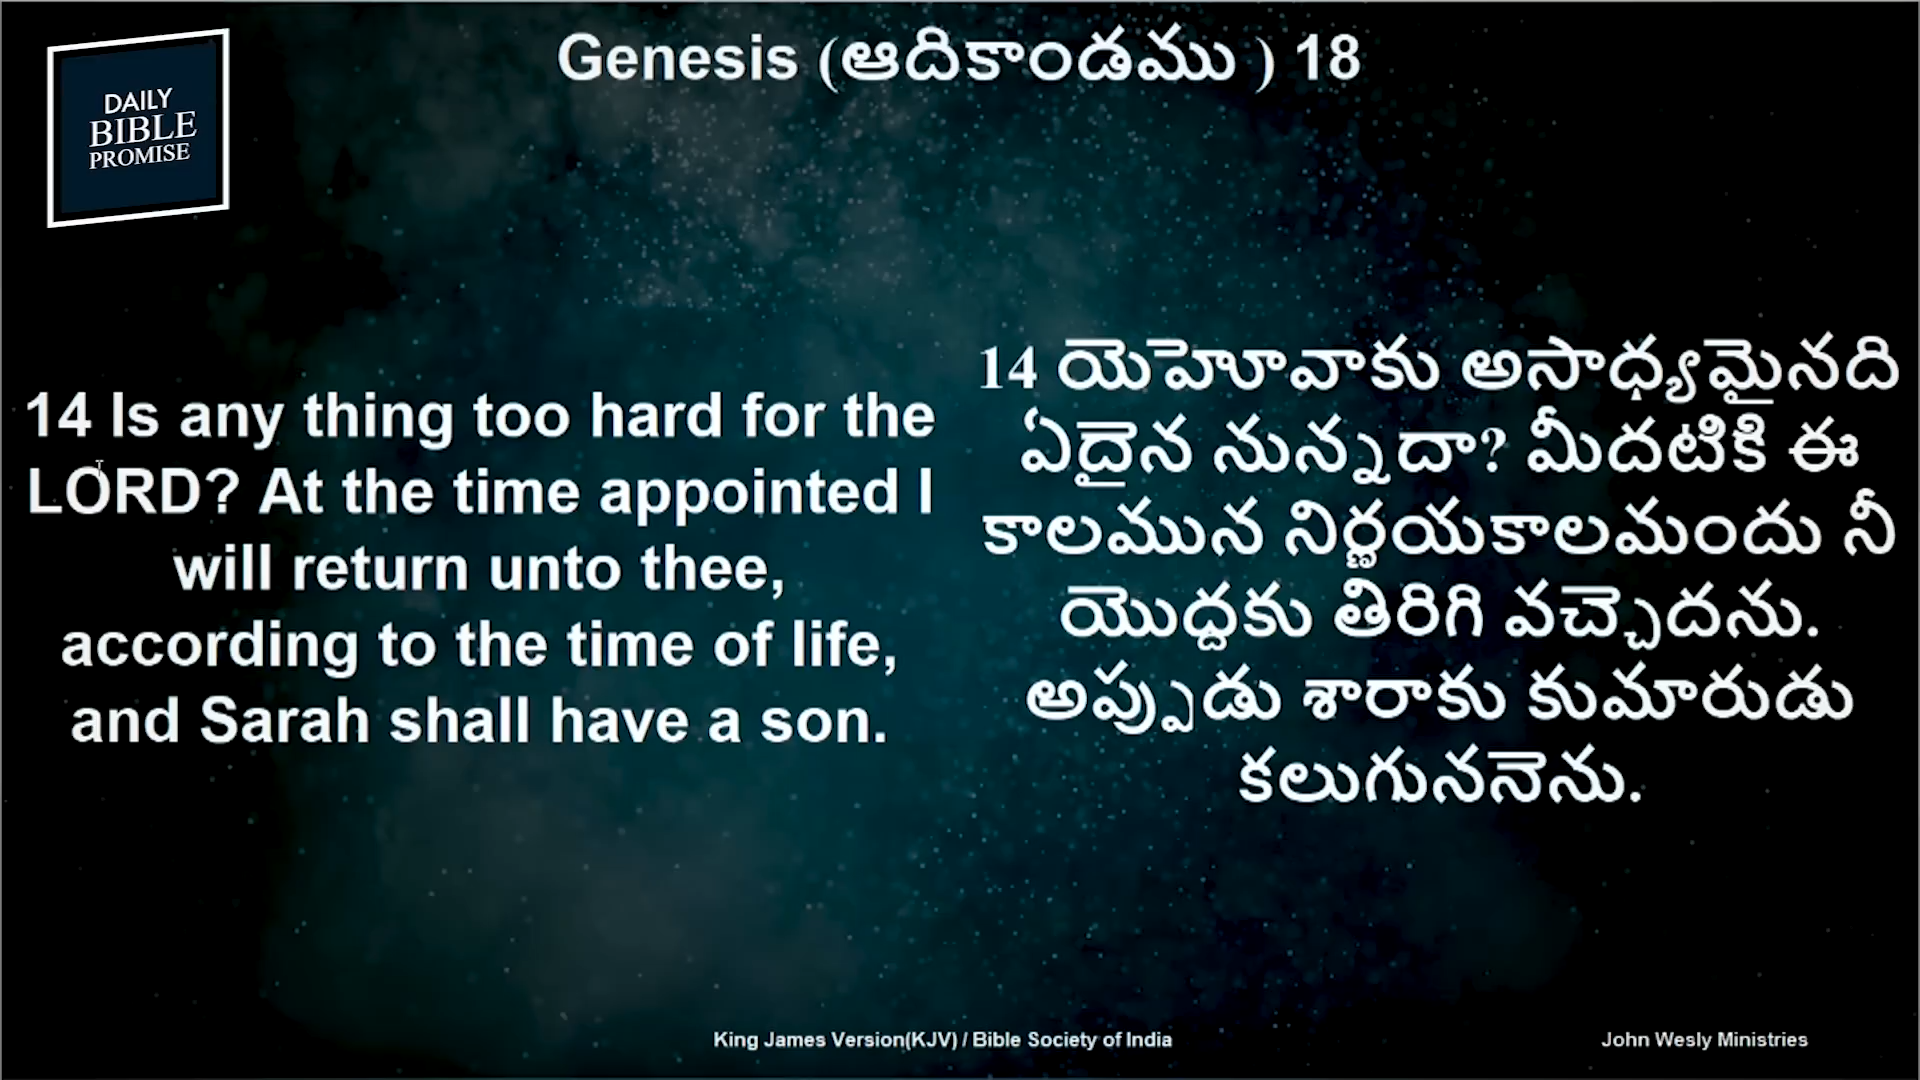 Genesis (ఆదికాండము ) 18
DAILY
BIBLE
PROMISE
14 Is any thing too hard for the
LORD? At the time appointed I
will return unto thee,
according to the time of life,
and Sarah shall have a son.
14 యెహెూవాకు అసాధ్యమైనది
ఏదైన నున్నదా? మీదటికి ఈ
కాలమున నిర్ణయకాలమందు నీ
యొద్దకు తిరిగి వచ్చెదను.
అప్పుడు శారాకు కుమారుడు
కలుగుననెను.
King James Version(KJV) / Bible Society of India
John Wesly Ministries